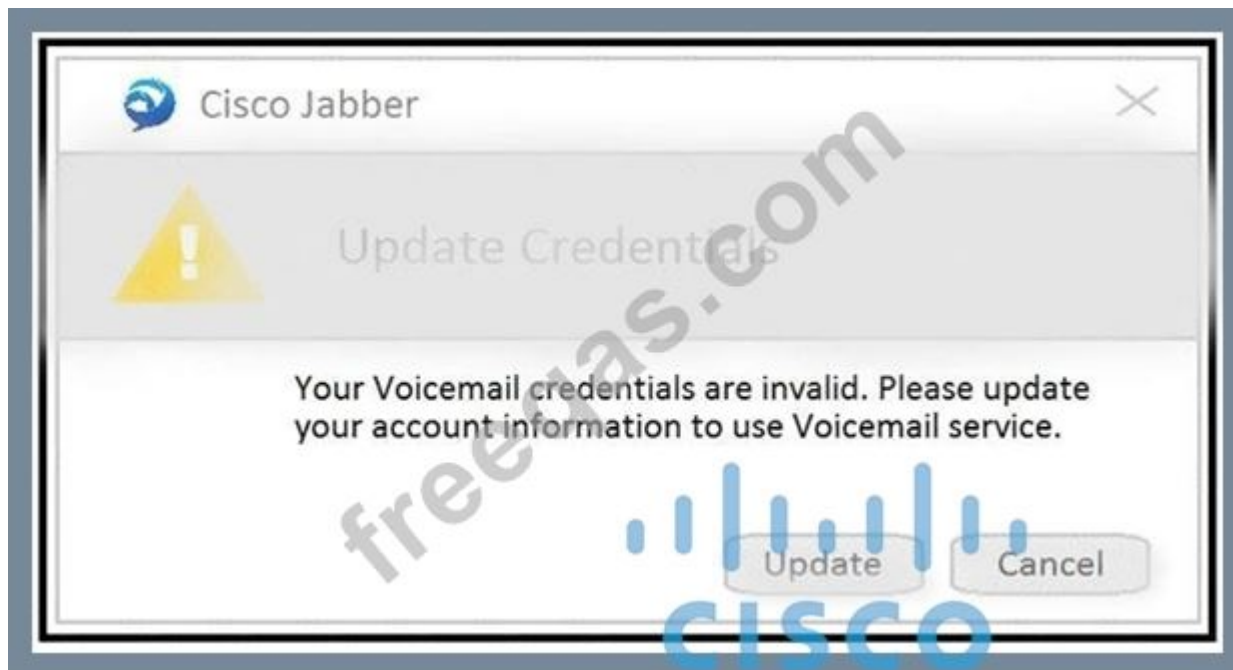 Cisco Jabber
Update Credentials
Your Voicemail credentials are invalid. Please update
your account information to use Voicemail service.
Update
Cancel
CISCO
freeqas.com